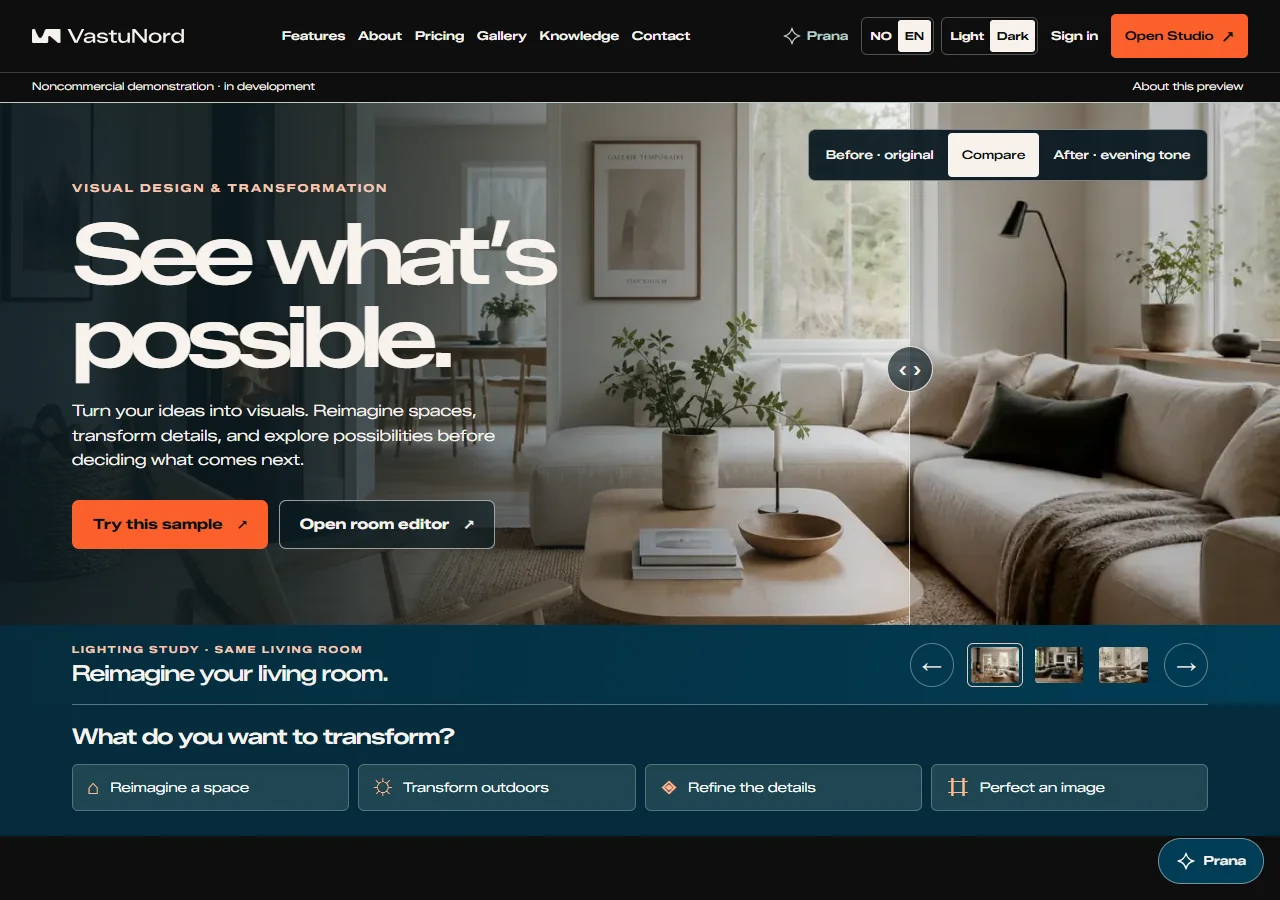 VastuNord
Features About Pricing Gallery Knowledge Contact
Prana
NO EN
Light Dark
Sign in
Open Studio ↗
Noncommercial demonstration · in development
About this preview
Before · original
Compare
After · evening tone
GALERIE TEMPORAIRE
STOCKHOLM
VISUAL DESIGN & TRANSFORMATION
See what’s
possible.
Turn your ideas into visuals. Reimagine spaces,
transform details, and explore possibilities before
deciding what comes next.
Try this sample ↗
Open room editor ↗
LIGHTING STUDY · SAME LIVING ROOM
Reimagine your living room.
What do you want to transform?
Reimagine a space
Transform outdoors
Refine the details
Perfect an image
Prana